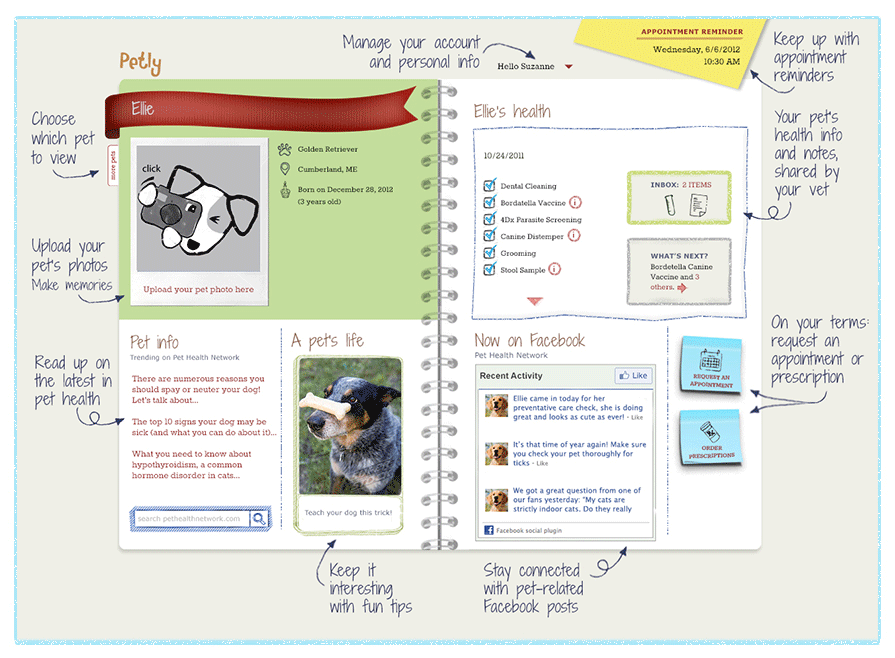 Petly
Manage your account
and personal info
Hello Suzanne
APPOINTMENT REMINDER
Wednesday, 6/6/2012
10:30 AM
Keep up with
appointment
reminders
Choose
which pet
to view
more pets
Ellie
click
Upload your pet photo here
Golden Retriever
Cumberland, ME
Born on December 28, 2012
(3 years old)
Upload your
pet's photos
Make memories
Ellie's health
10/24/2011
Dental Cleaning
Bordatella Vaccine
4Dx Parasite Screening
Canine Distemper
Grooming
Stool Sample
INBOX: 2 ITEMS
WHAT'S NEXT?
Bordetella Canine
Vaccine and 3
others.
Your pet's
health info
and notes,
shared by
your vet
Read up on
the latest in
pet health
Pet info
Trending on Pet Health Network
There are numerous reasons you
should spay or neuter your dog!
Let's talk about...
The top 10 signs your dog may be
sick (and what you can do about it)...
What you need to know about
hypothyroidism, a common
hormone disorder in cats...
search pethealthnetwork.com
A pet's life
Teach your dog this trick!
Keep it
interesting
with fun tips
Now on Facebook
Pet Health Network
Recent Activity
Like
Ellie came in today for her
preventative care check, she is doing
great and looks as cute as ever! - Like
It's that time of year again! Make sure
you check your pet thoroughly for
ticks - Like
We got a great question from one of
our fans yesterday. "My cats are
strictly indoor cats. Do they really
Facebook social plugin
Stay connected
with pet-related
Facebook posts
REQUEST AN
APPOINTMENT
ORDER
PRESCRIPTIONS
On your terms:
request an
appointment or
prescription